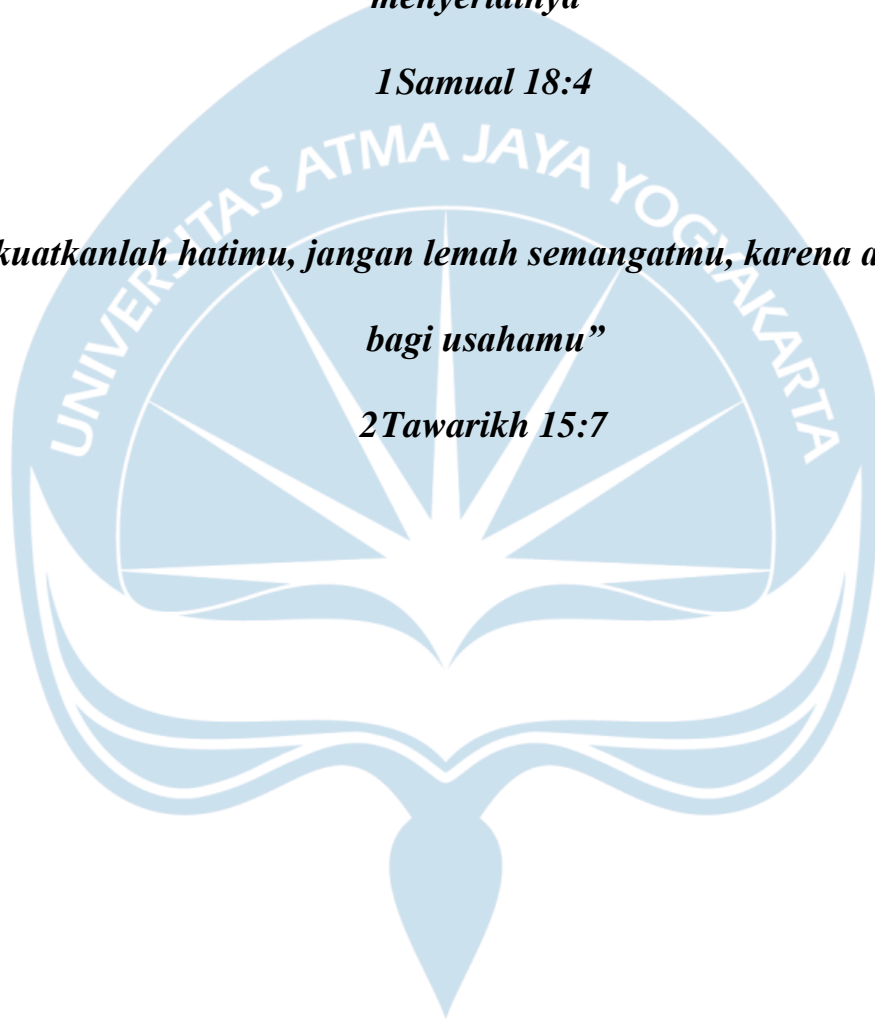 menyertainya
1Samual 18:4
UNIVERSITAS ATMA JAYA YOGYAKARTA
kuatkanlah hatimu, jangan lemah semangatmu, karena
bagi usahamu”
2Tawarikh 15:7